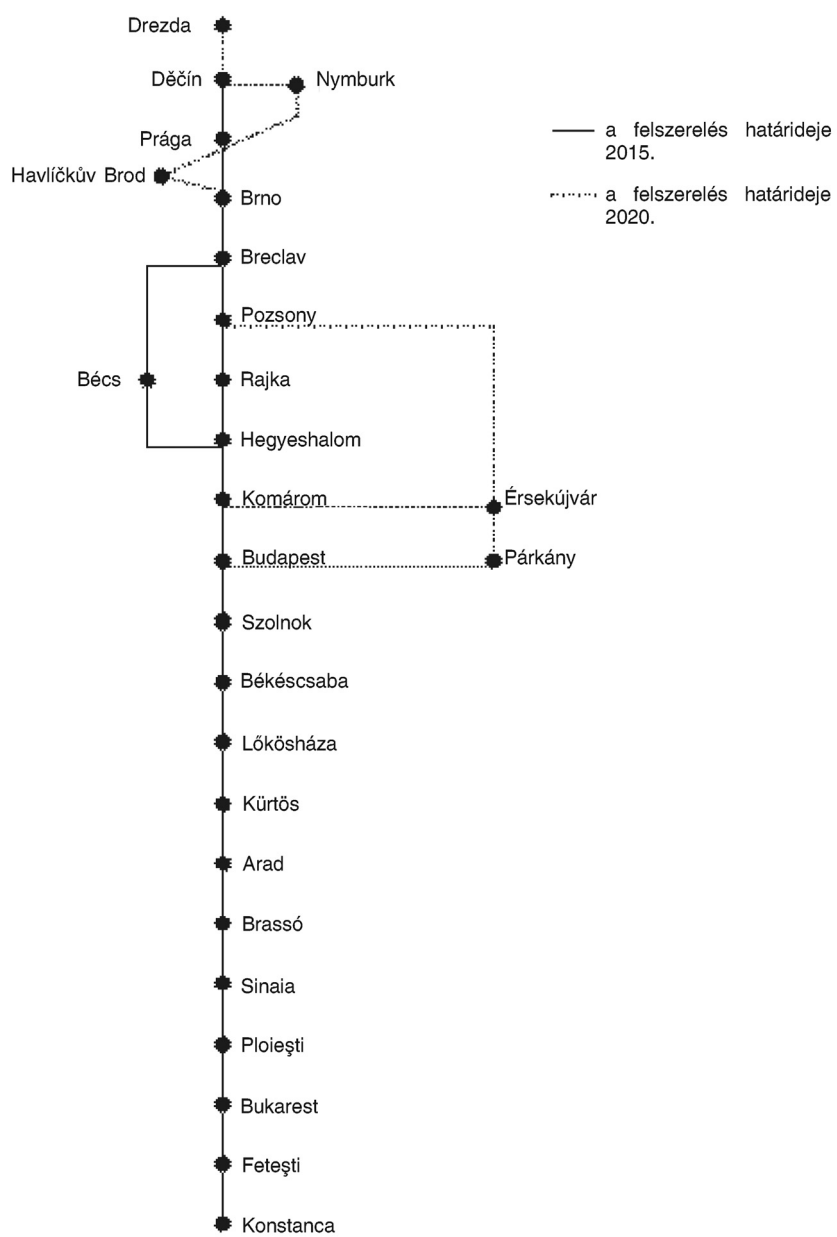 Drezda
Děčín
Nymburk
Prága
Havlíčkův Brod
Brno
Breclav
Pozsony
Bécs
Rajka
Hegyeshalom
Komárom
Érsekújvár
Budapest
Párkány
Szolnok
Békéscsaba
Lőkösháza
Kürtös
Arad
Brassó
Sinaia
Ploieşti
Bukarest
Feteşti
Konstanca
a felszerelés határideje
2015.
a felszerelés határideje
2020.